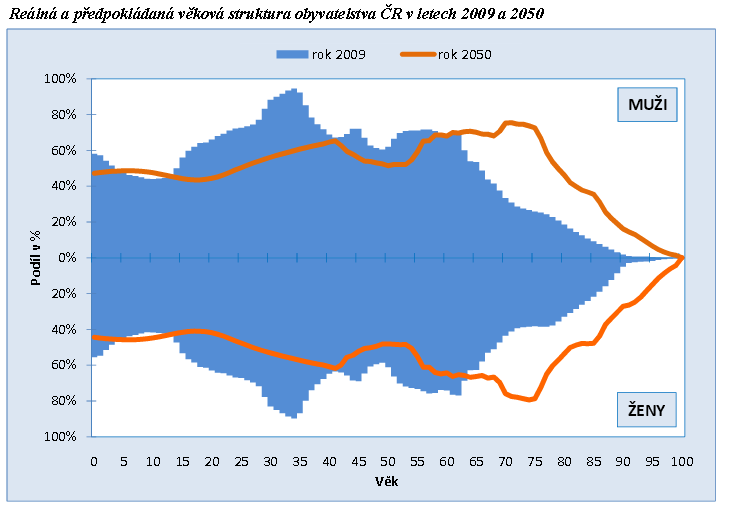 Reálná a předpokládaná věková struktura obyvatelstva ČR v letech 2009 a 2050
rok 2009 rok 2050
100%
80%
60%
40%
20%
0%
20%
40%
60%
80%
100%
Podíl v %
MUŽI
ŽENY
0 5 10 15 20 25 30 35 40 45 50 55 60 65 70 75 80 85 90 95 100
Věk